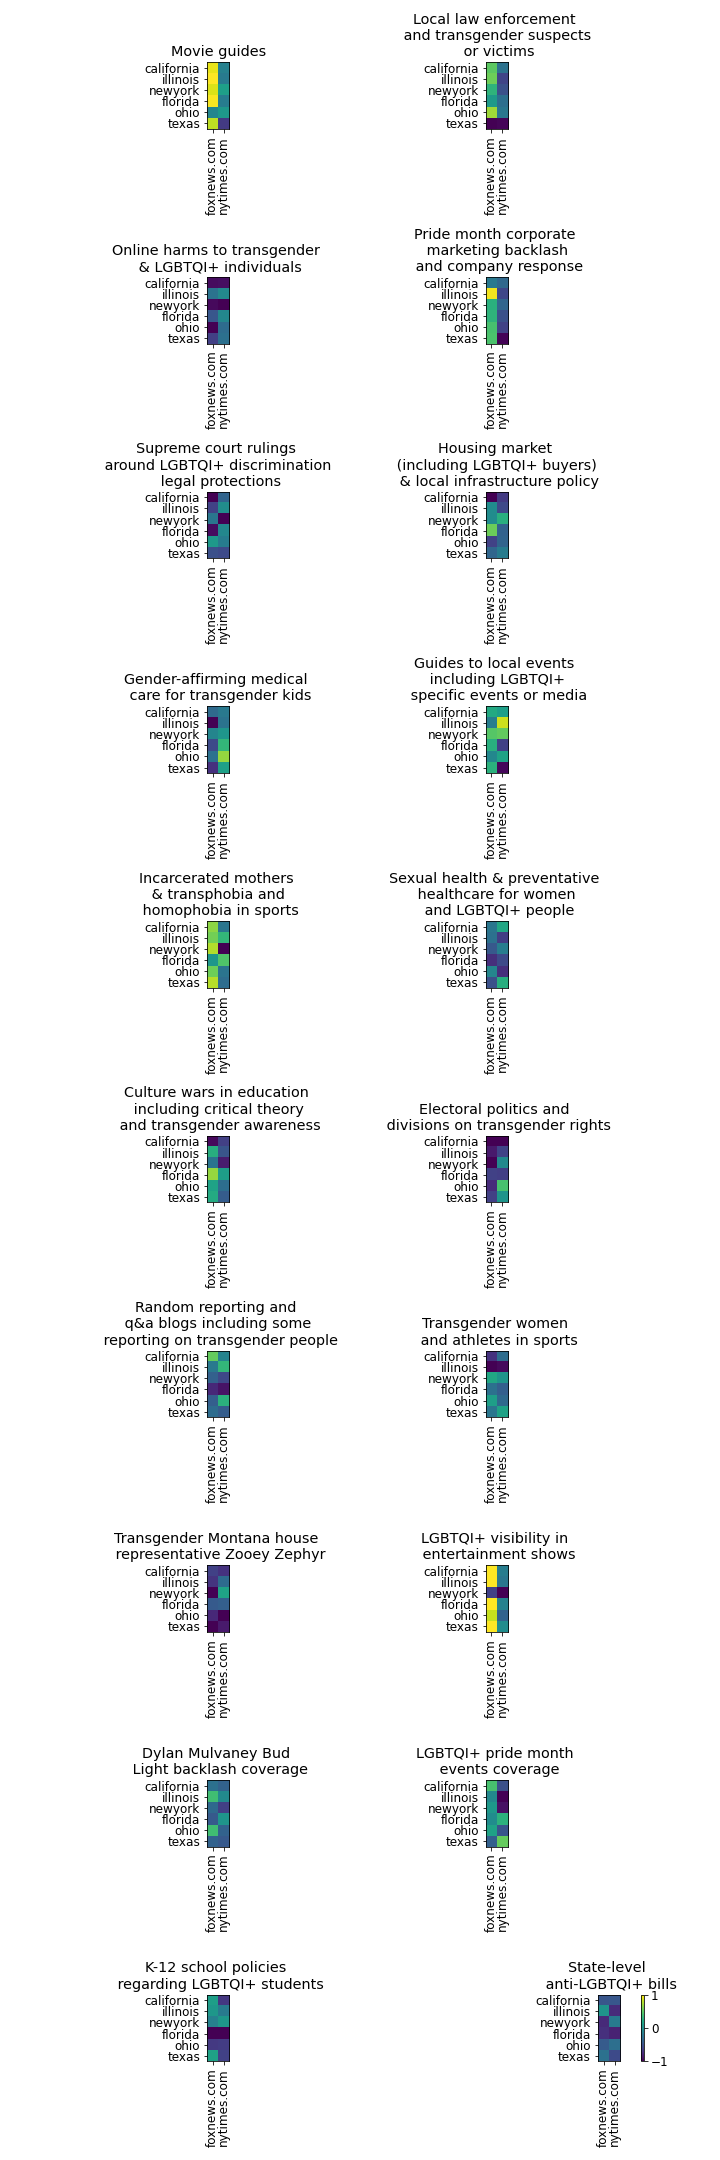 Movie guides
california
illinois
newyork
florida
ohio
texas
foxnews.com
nytimes.com
Local law enforcement
and transgender suspects
or victims
california
illinois
newyork
florida
ohio
texas
foxnews.com
nytimes.com
Online harms to transgender
& LGBTQI+ individuals
california
illinois
newyork
florida
ohio
texas
foxnews.com
nytimes.com
Pride month corporate
marketing backlash
and company response
california
illinois
newyork
florida
ohio
texas
foxnews.com
nytimes.com
Supreme court rulings
around LGBTQI+ discrimination
legal protections
california
illinois
newyork
florida
ohio
texas
foxnews.com
nytimes.com
Housing market
(including LGBTQI+ buyers)
& local infrastructure policy
california
illinois
newyork
florida
ohio
texas
foxnews.com
nytimes.com
Gender-affirming medical
care for transgender kids
california
illinois
newyork
florida
ohio
texas
foxnews.com
nytimes.com
Guides to local events
including LGBTQI+
specific events or media
california
illinois
newyork
florida
ohio
texas
foxnews.com
nytimes.com
Incarcerated mothers
& transphobia and
homophobia in sports
california
illinois
newyork
florida
ohio
texas
foxnews.com
nytimes.com
Sexual health & preventative
healthcare for women
and LGBTQI+ people
california
illinois
newyork
florida
ohio
texas
foxnews.com
nytimes.com
Culture wars in education
including critical theory
and transgender awareness
california
illinois
newyork
florida
ohio
texas
foxnews.com
nytimes.com
Electoral politics and
divisions on transgender rights
california
illinois
newyork
florida
ohio
texas
foxnews.com
nytimes.com
Random reporting and
q&a blogs including some
reporting on transgender people
california
illinois
newyork
florida
ohio
texas
foxnews.com
nytimes.com
Transgender women
and athletes in sports
california
illinois
newyork
florida
ohio
texas
foxnews.com
nytimes.com
Transgender Montana house
representative Zooey Zephyr
california
illinois
newyork
florida
ohio
texas
foxnews.com
nytimes.com
LGBTQI+ visibility in
entertainment shows
california
illinois
newyork
florida
ohio
texas
foxnews.com
nytimes.com
Dylan Mulvaney Bud
Light backlash coverage
california
illinois
newyork
florida
ohio
texas
foxnews.com
nytimes.com
LGBTQI+ pride month
events coverage
california
illinois
newyork
florida
ohio
texas
foxnews.com
nytimes.com
K-12 school policies
regarding LGBTQI+ students
california
illinois
newyork
florida
ohio
texas
foxnews.com
nytimes.com
State-level
anti-LGBTQI+ bills
california
illinois
newyork
florida
ohio
texas
foxnews.com
nytimes.com
1
0
−1